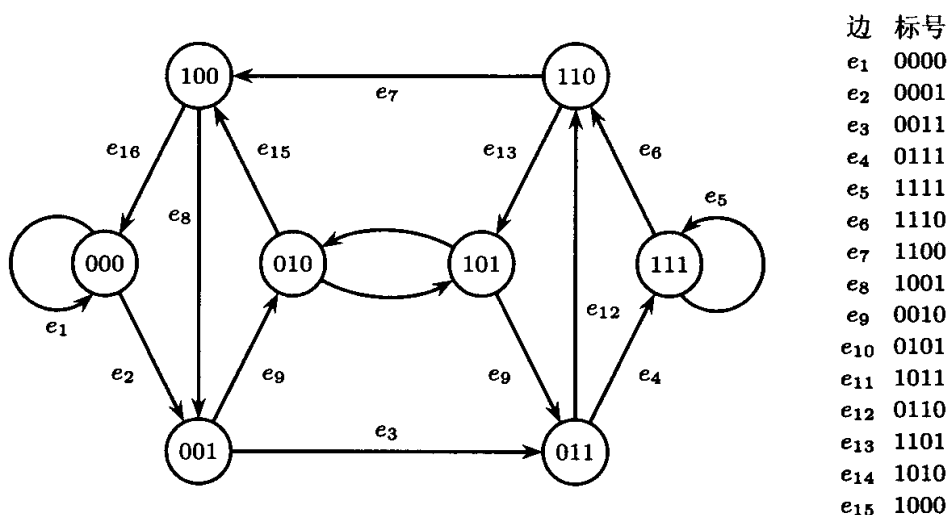 100
110
e7
e16
e15
e13
e6
e8
e5
000
010
101
111
e1
e12
e2
e9
e9
e4
e3
001
011
边 标号
e1 0000
e2 0001
e3 0011
e4 0111
e5 1111
e6 1110
e7 1100
e8 1001
e9 0010
e10 0101
e11 1011
e12 0110
e13 1101
e14 1010
e15 1000